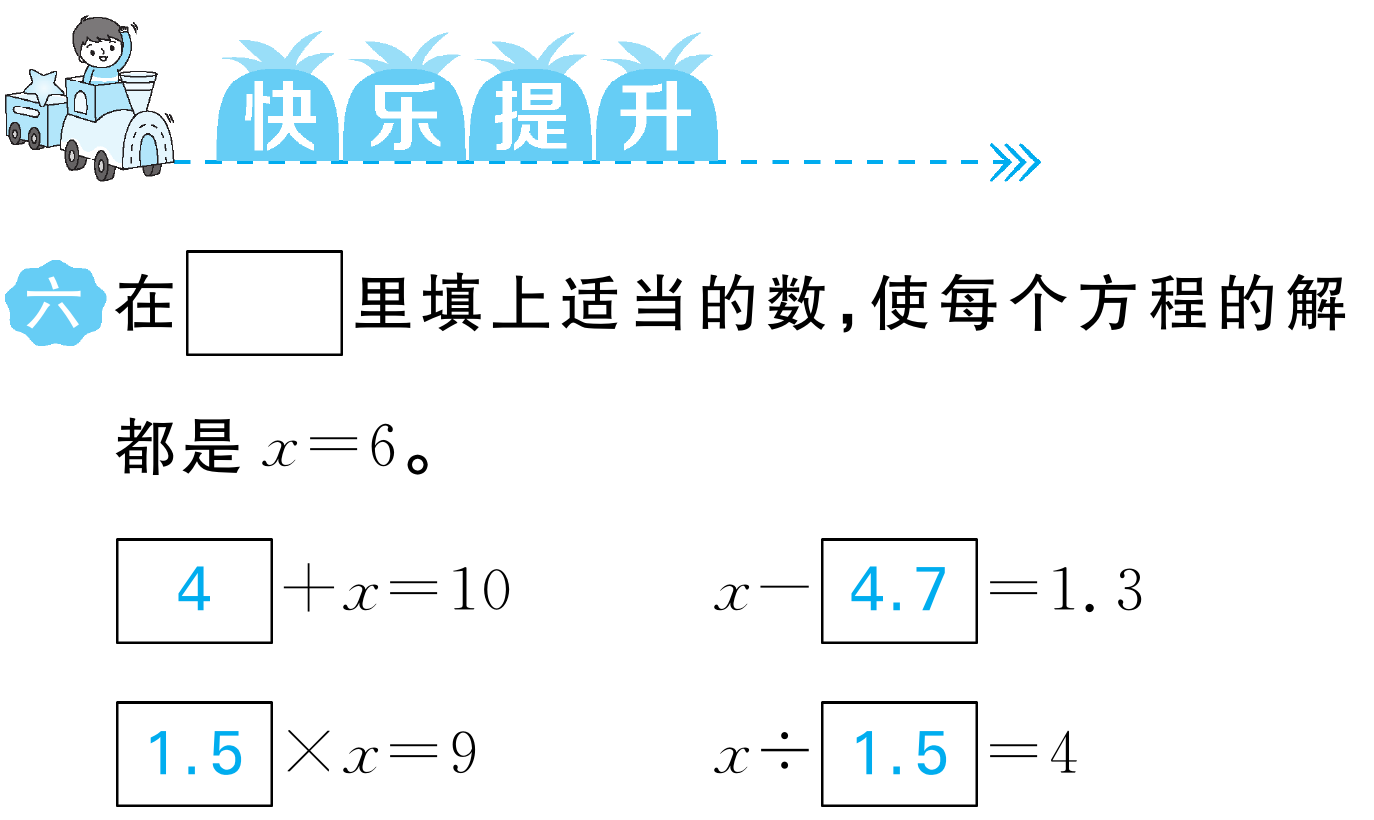 快乐提升
六 在□里填上适当的数,使每个方程的解
都是 x=6。
4+x=10 x-4.7=1.3
1.5×x=9 x÷1.5=4